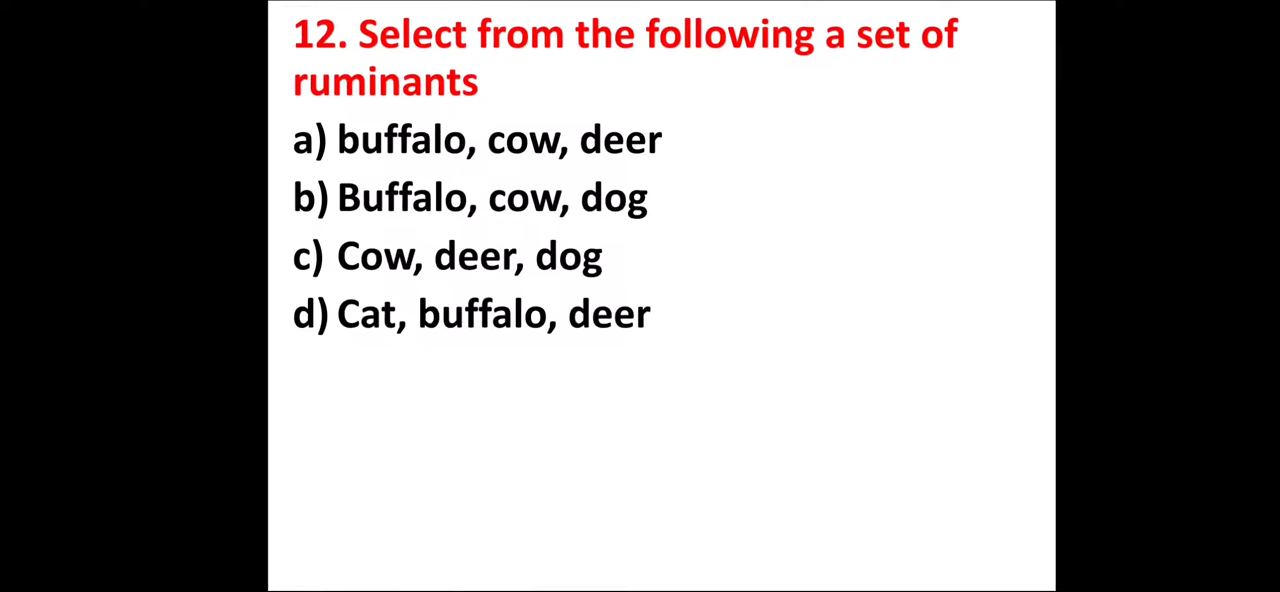 12. Select from the following a set of
ruminants
a) buffalo, cow, deer
b) Buffalo, cow, dog
c) Cow, deer, dog
d) Cat, buffalo, deer